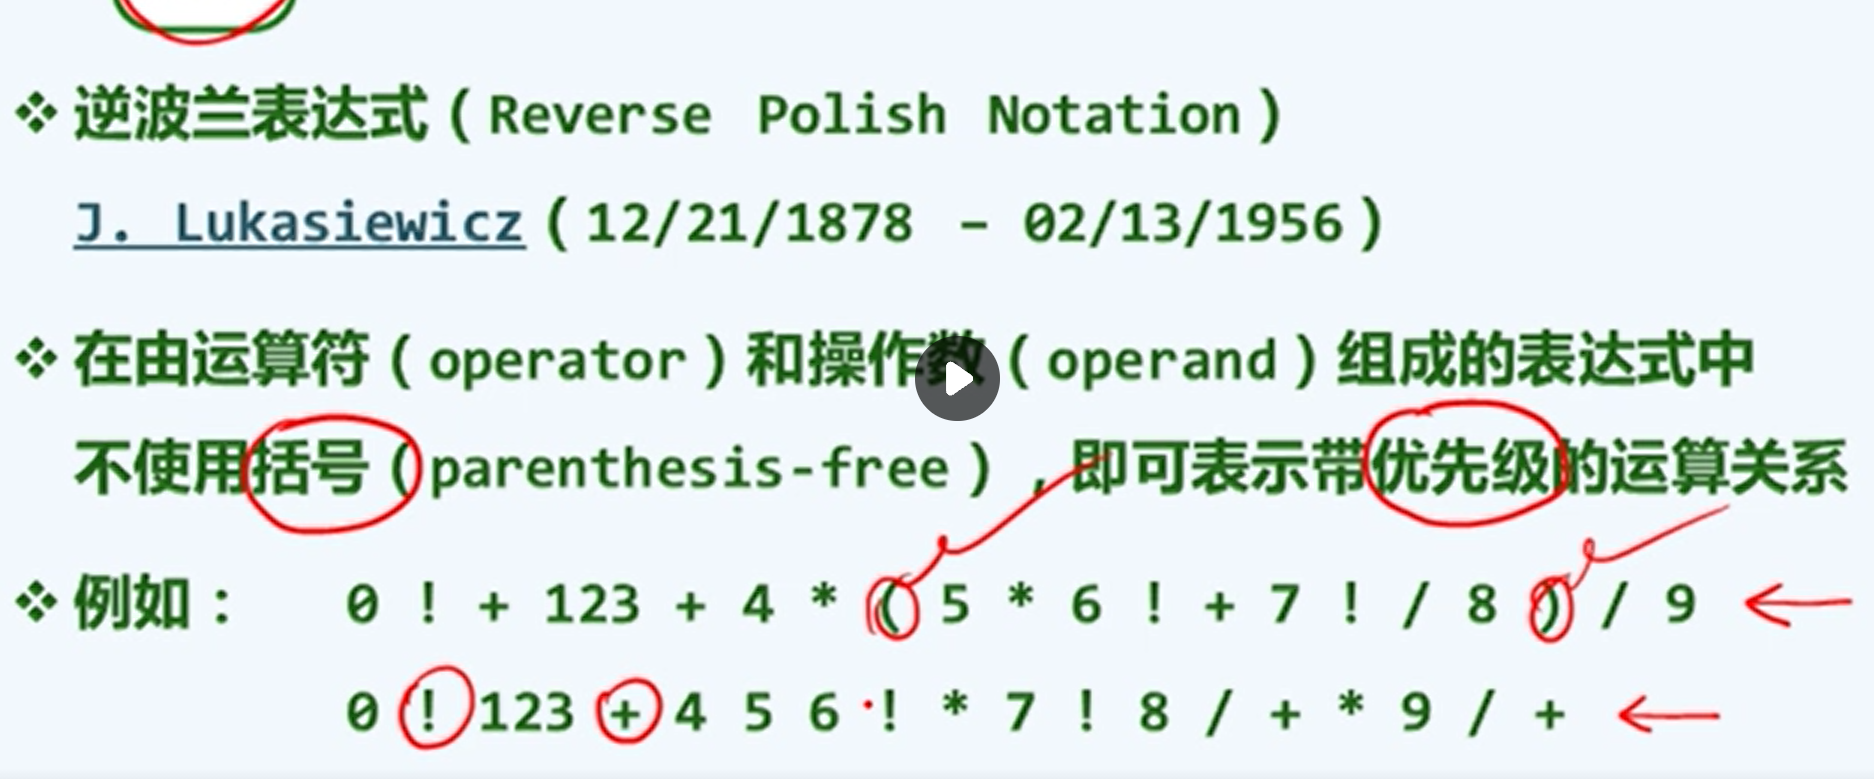 逆波兰表达式(Reverse Polish Notation)
J. Lukasiewicz(12/21/1878 – 02/13/1956)
在由运算符(operator)和操作数(operand)组成的表达式中
不使用括号(parenthesis-free),即可表示带优先级的运算关系
例如: 0 ! + 123 + 4 * ( 5 * 6 ! + 7 ! / 8 ) / 9
0 ! 123 + 4 5 6 ! * 7 ! 8 / + * 9 / +